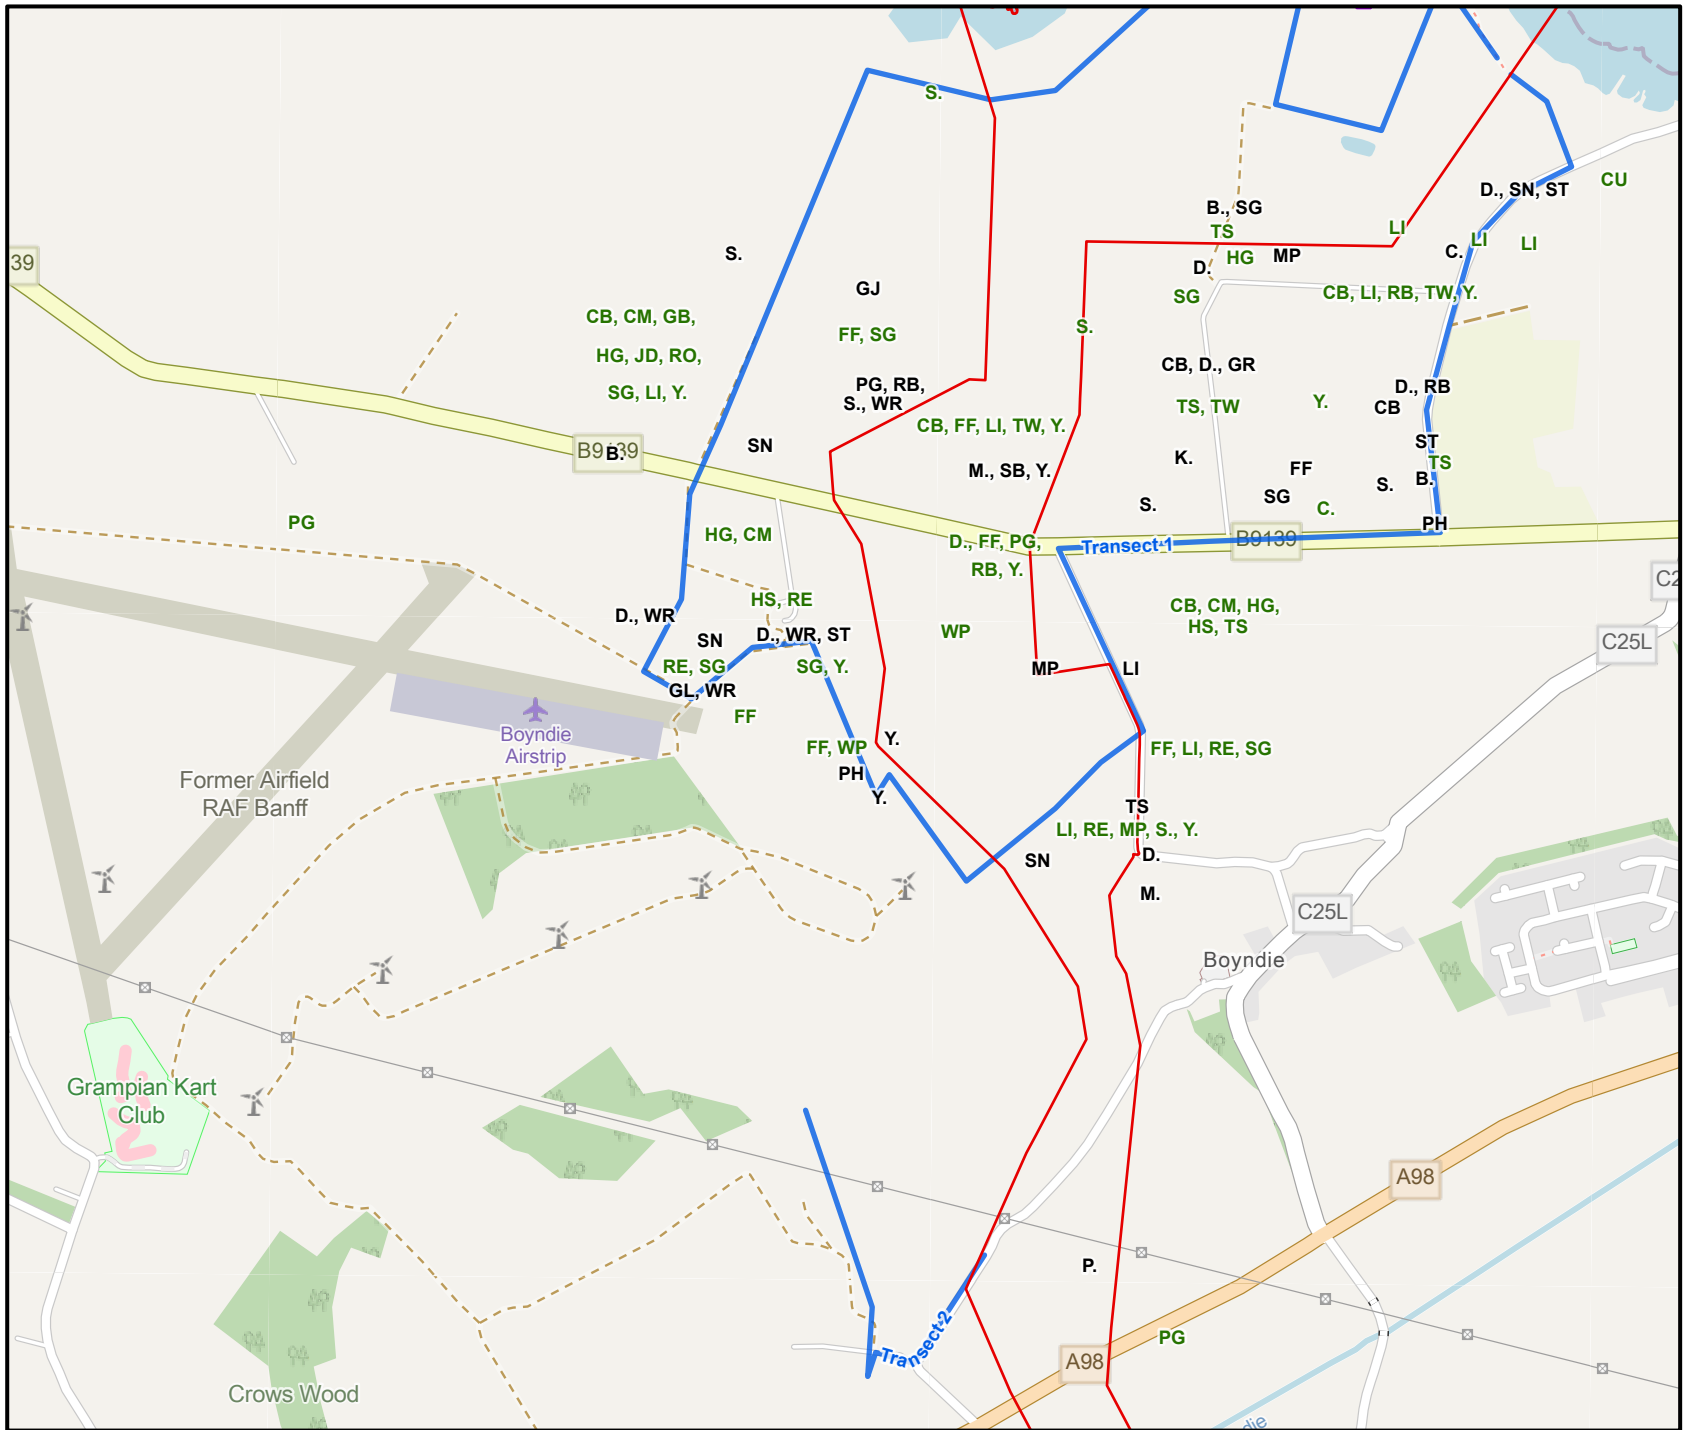 S.
CU
D., SN, ST
B., SG
TS
LI
LI
LI
C.
S.
HG
MP
39
D.
GJ
SG
CB, LI, RB, TW, Y.
CB, CM, GB,
HG, JD, RO,
SG, LI, Y.
FF, SG
S.
CB, D., GR
PG, RB,
S., WR
D., RB
TS, TW
Y.
CB
CB, FF, LI, TW, Y.
SN
ST
B9139
B.
K.
TS
M., SB, Y.
FF
B.
S.
SG
S.
C.
PG
PH
HG, CM
D., FF, PG,
RB, Y.
Transect 1
B9139
HS, RE
CB, CM, HG,
HS, TS
D., WR
SN
D., WR, ST
WP
C25L
RE, SG
SG, Y.
MP
LI
GL, WR
FF
Boyndie
Airstrip
FF, WP
Y.
FF, LI, RE, SG
PH
Former Airfield
RAF Banff
Y.
TS
LI, RE, MP, S., Y.
SN
D.
M.
C25L
Boyndie
Grampian Kart
Club
A98
P.
PG
Transect 2
A98
Crows Wood
die